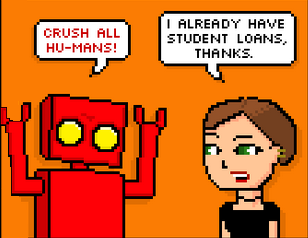 CRUSH ALL
HU-MANS!
I ALREADY HAVE
STUDENT LOANS,
THANKS.